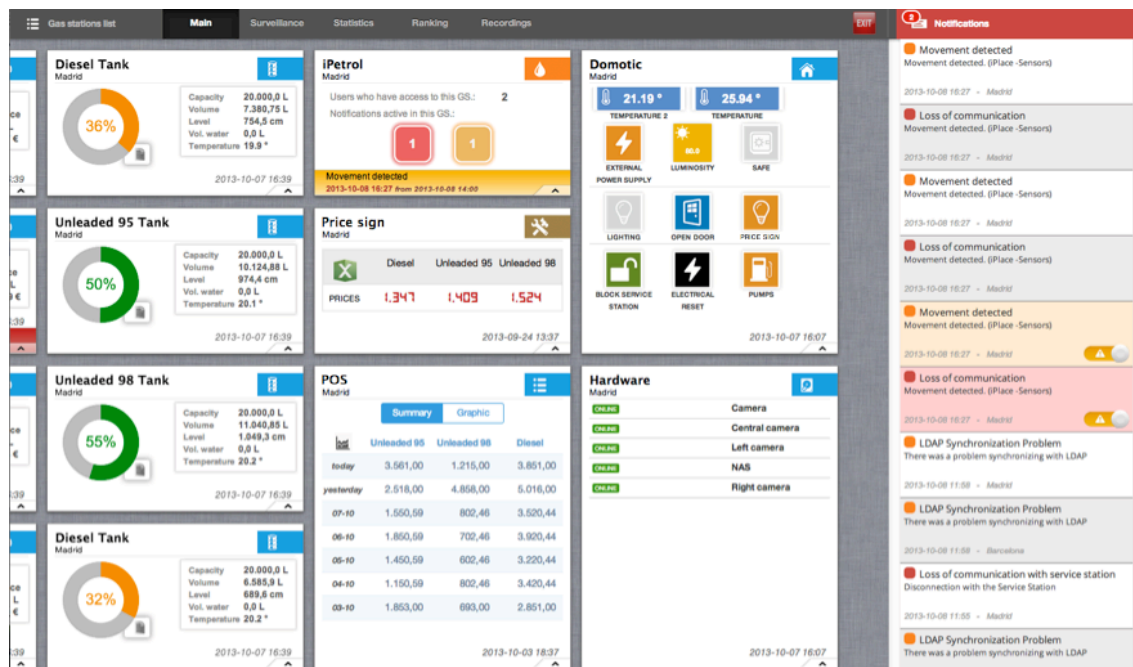 Gas stations list
Main
Surveillance
Statistics
Ranking
Recordings
EXIT
2
Notifications
ce
€
:39
Diesel Tank
Madrid
36%
Capacity 20.000,0 L
Volume 7.380,75 L
Level 754,5 cm
Vol. water 0,0 L
Temperature 19.9 °
2013-10-07 16:39
iPetrol
Madrid
Users who have access to this GS.: 2
Notifications active in this GS.:
1 1
Movement detected
2013-10-08 16:27 from 2013-10-08 14:00
Domotic
Madrid
21.19 ° 25.94 °
TEMPERATURE 2 TEMPERATURE
50.0
EXTERNAL POWER SUPPLY
LUMINOSITY
SAFE
LIGHTING
OPEN DOOR
PRICE SIGN
BLOCK SERVICE STATION
ELECTRICAL RESET
PUMPS
2013-10-07 16:07
ce
L
9 €
:39
Unleaded 95 Tank
Madrid
50%
Capacity 20.000,0 L
Volume 10.124,88 L
Level 974,4 cm
Vol. water 0,0 L
Temperature 20.1 °
2013-10-07 16:39
Price sign
Madrid
Diesel Unleaded 95 Unleaded 98
PRICES 1.347 1.409 1.524
2013-09-24 13:37
ce
L
€
:39
Unleaded 98 Tank
Madrid
55%
Capacity 20.000,0 L
Volume 11.040,85 L
Level 1.049,3 cm
Vol. water 0,0 L
Temperature 20.2 °
2013-10-07 16:39
POS
Madrid
Summary Graphic
Unleaded 95 Unleaded 98 Diesel
today 3.561,00 1.215,00 3.851,00
yesterday 2.518,00 4.858,00 5.016,00
07-10 1.550,59 802,46 3.520,44
06-10 1.850,59 702,46 3.920,44
05-10 1.450,59 602,46 3.220,44
04-10 1.150,59 802,46 3.420,44
03-10 1.853,00 693,00 2.851,00
2013-10-03 18:37
Hardware
Madrid
ONLINE Camera
ONLINE Central camera
ONLINE Left camera
ONLINE NAS
ONLINE Right camera
2013-10-07 16:07
ce
L
€
:39
Diesel Tank
Madrid
32%
Capacity 20.000,0 L
Volume 6.585,9 L
Level 689,6 cm
Vol. water 0,0 L
Temperature 20.2 °
2013-10-07 16:39
Movement detected
Movement detected. (iPlace -Sensors)
2013-10-08 16:27 - Madrid
Loss of communication
Movement detected. (iPlace -Sensors)
2013-10-08 16:27 - Madrid
Movement detected
Movement detected. (iPlace -Sensors)
2013-10-08 16:27 - Madrid
Loss of communication
Movement detected. (iPlace -Sensors)
2013-10-08 16:27 - Madrid
Movement detected
Movement detected. (iPlace -Sensors)
2013-10-08 16:27 - Madrid
Loss of communication
Movement detected. (iPlace -Sensors)
2013-10-08 16:27 - Madrid
LDAP Synchronization Problem
There was a problem synchronizing with LDAP
2013-10-08 11:58 - Madrid
LDAP Synchronization Problem
There was a problem synchronizing with LDAP
2013-10-08 11:58 - Barcelona
Loss of communication with service station
Disconnection with the Service Station
2013-10-08 11:55 - Madrid
LDAP Synchronization Problem
There was a problem synchronizing with LDAP